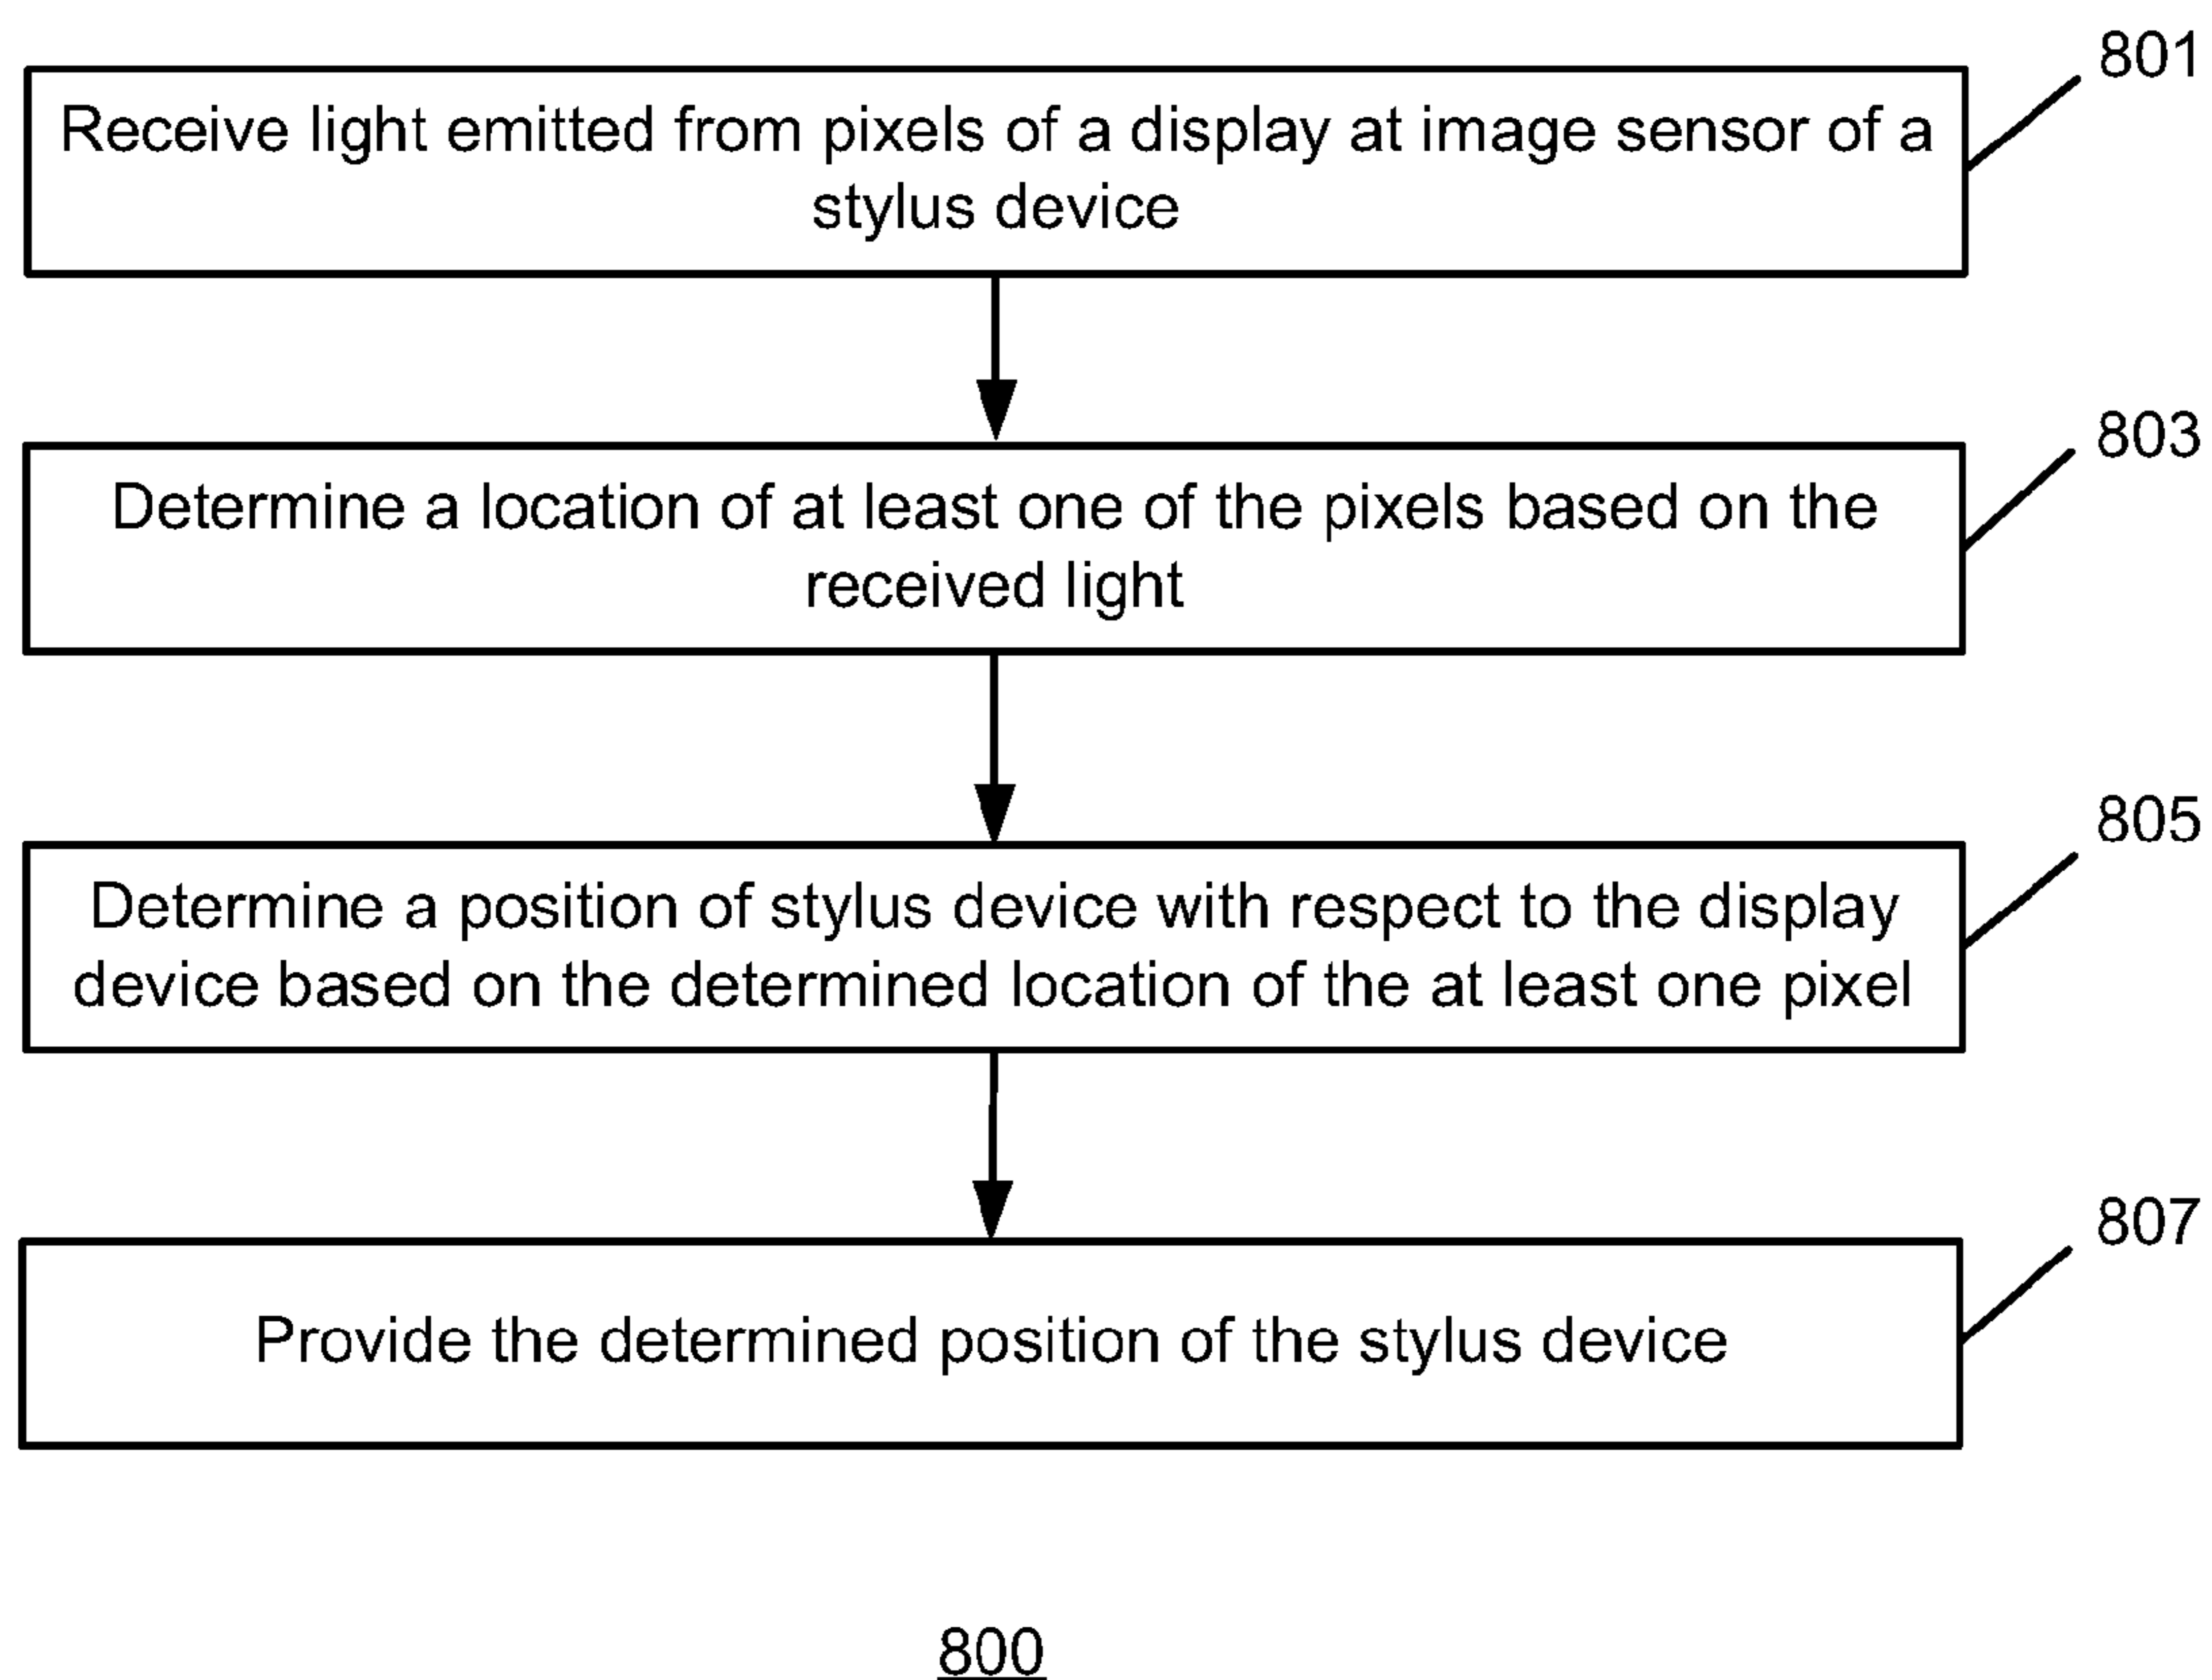 801
Receive light emitted from pixels of a display at image sensor of a
stylus device
803
Determine a location of at least one of the pixels based on the
received light
805
Determine a position of stylus device with respect to the display
device based on the determined location of the at least one pixel
807
Provide the determined position of the stylus device
800